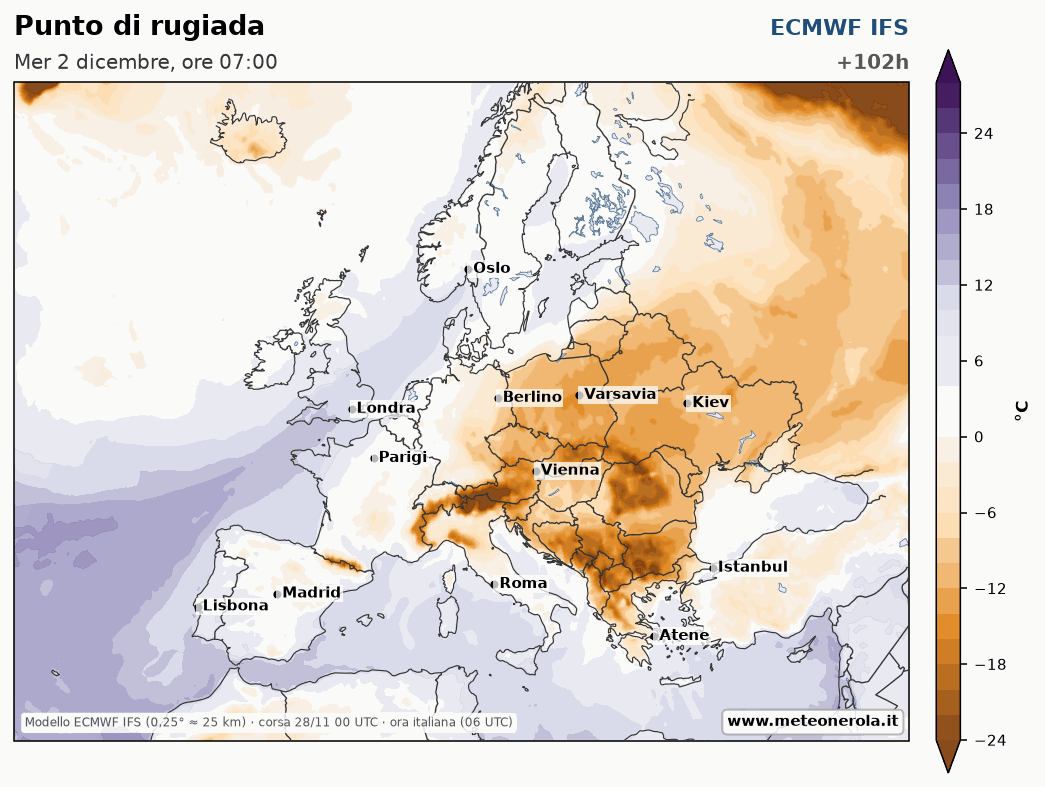 Punto di rugiada
ECMWF IFS
Mer 2 dicembre, ore 07:00
+102h
24
18
12
6
0
−6
−12
−18
−24
°C
Oslo
Londra
Berlino
Varsavia
Kiev
Parigi
Vienna
Istanbul
Roma
Madrid
Lisbona
Atene
Modello ECMWF IFS (0,25° ≈ 25 km) · corsa 28/11 00 UTC · ora italiana (06 UTC)
www.meteonerola.it